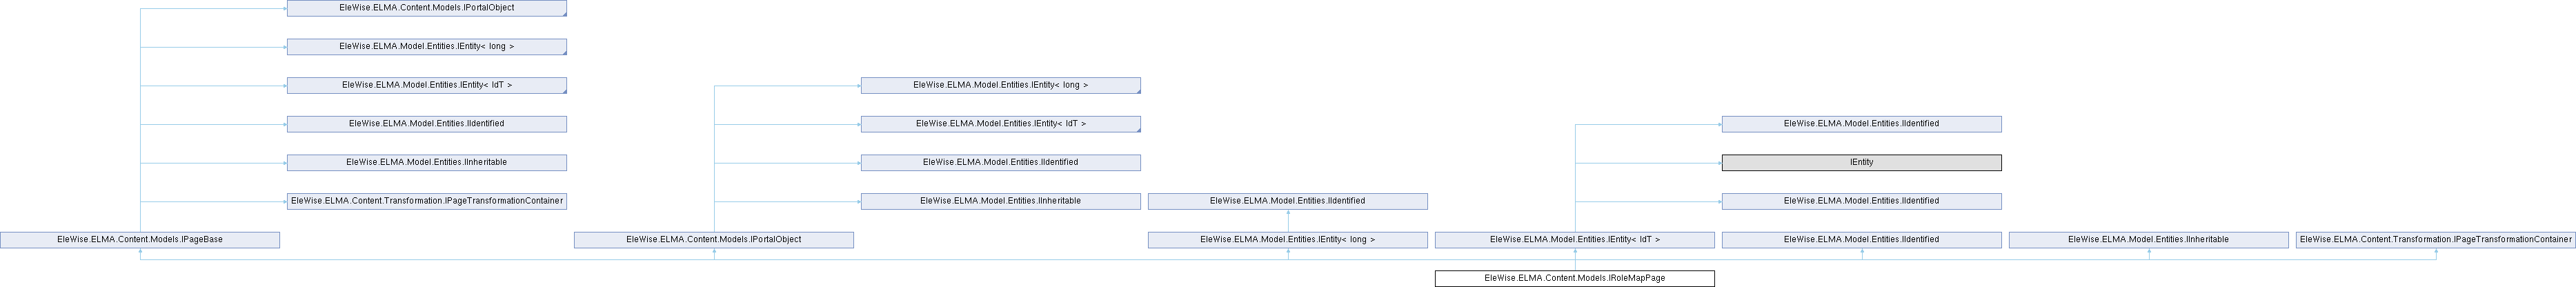 EleWise.ELMA.Content.Models.IPortalObject
EleWise.ELMA.Model.Entities.IEntity< long >
EleWise.ELMA.Model.Entities.IEntity< IdT >
EleWise.ELMA.Model.Entities.IEntity< long >
EleWise.ELMA.Model.Entities.IIdentified
EleWise.ELMA.Model.Entities.IEntity< IdT >
EleWise.ELMA.Model.Entities.IIdentified
EleWise.ELMA.Model.Entities.IInheritable
EleWise.ELMA.Model.Entities.IIdentified
IEntity
EleWise.ELMA.Content.Transformation.IPageTransformationContainer
EleWise.ELMA.Model.Entities.IInheritable
EleWise.ELMA.Model.Entities.IIdentified
EleWise.ELMA.Model.Entities.IIdentified
EleWise.ELMA.Content.Models.IPageBase
EleWise.ELMA.Content.Models.IPortalObject
EleWise.ELMA.Model.Entities.IEntity< long >
EleWise.ELMA.Model.Entities.IEntity< IdT >
EleWise.ELMA.Model.Entities.IIdentified
EleWise.ELMA.Model.Entities.IInheritable
EleWise.ELMA.Content.Transformation.IPageTransformationContainer
EleWise.ELMA.Content.Models.IRoleMapPage